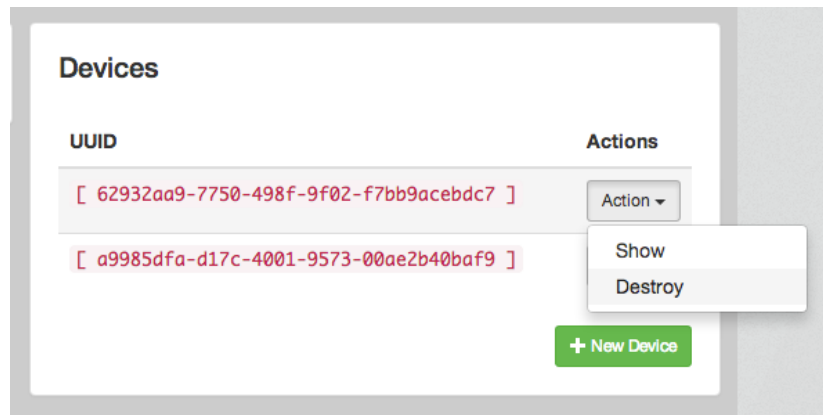 Devices
UUID Actions
[ 62932aa9-7750-498f-9f02-f7bb9acebdc7 ] Action
[ a9985dfa-d17c-4001-9573-00ae2b40baf9 ]
Show
Destroy
New Device